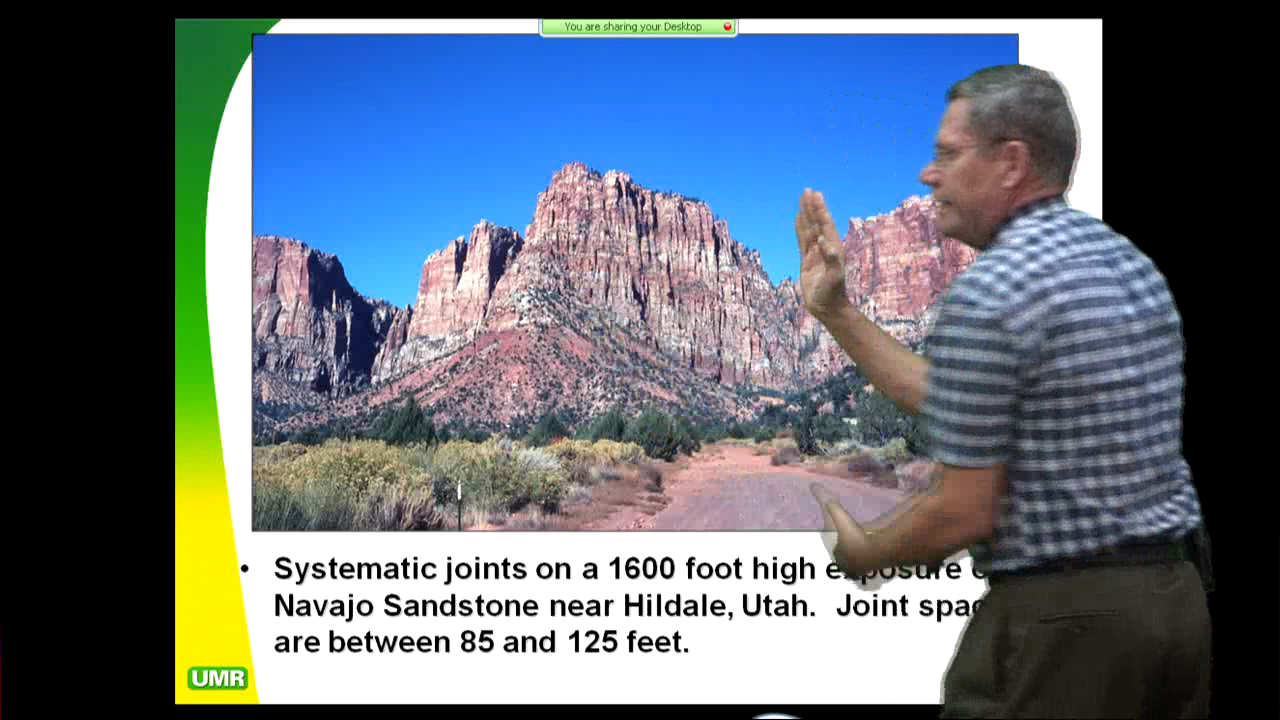 You are sharing your Desktop
• Systematic joints on a 1600 foot high exposure
Navajo Sandstone near Hildale, Utah. Joint
are between 85 and 125 feet.
UMR